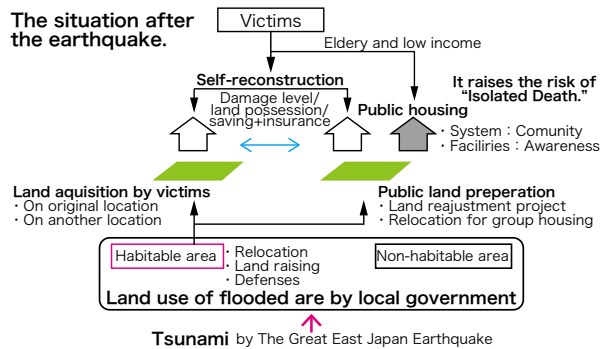 The situation after
the earthquake.
Victims
Eldery and low income
Self-reconstruction
Damage level/
land possession/
saving+insurance
It raises the risk of
“Isolated Death.”
Public housing
・System：Comunity
・Faciliries：Awareness
Land aquisition by victims
・On original location
・On another location
Public land preperation
・Land reajustment project
・Relocation for group housing
Habitable area
・Relocation
・Land raising
・Defenses
Non-habitable area
Land use of flooded are by local government
Tsunami by The Great East Japan Earthquake